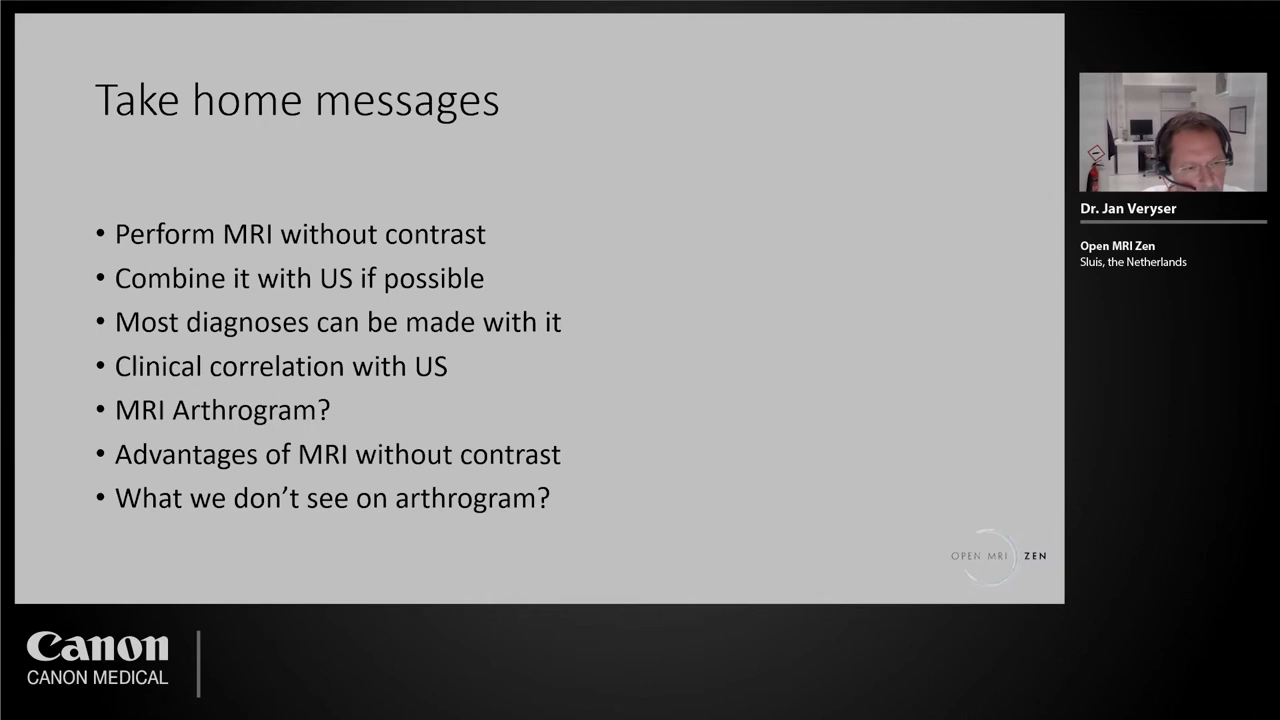 Take home messages
• Perform MRI without contrast
• Combine it with US if possible
• Most diagnoses can be made with it
• Clinical correlation with US
• MRI Arthrogram?
• Advantages of MRI without contrast
• What we don’t see on arthrogram?
OPEN MRI ZEN
Dr. Jan Veryser
Open MRI Zen
Sluis, the Netherlands
Canon
CANON MEDICAL